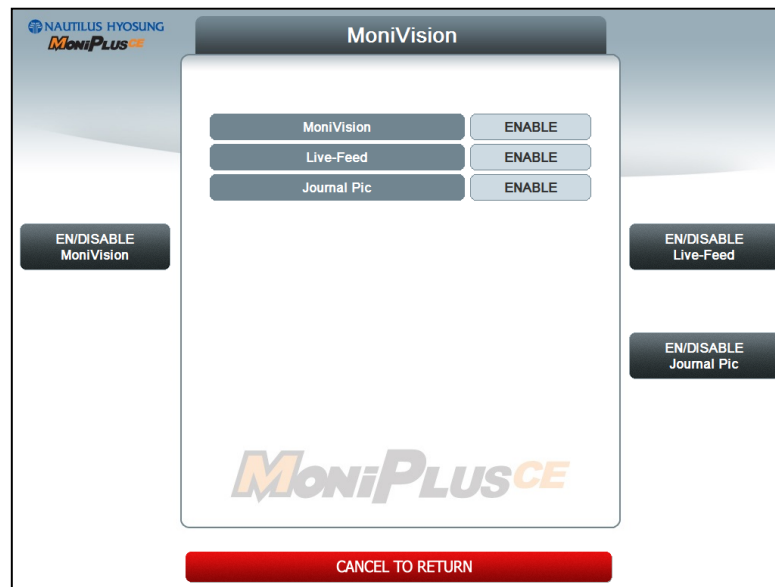 NAUTILUS HYOSUNG
MONiPLUSCE
MoniVision
MoniVision ENABLE
Live-Feed ENABLE
Journal Pic ENABLE
EN/DISABLE
MoniVision
EN/DISABLE
Live-Feed
EN/DISABLE
Journal Pic
MONiPLUSCE
CANCEL TO RETURN